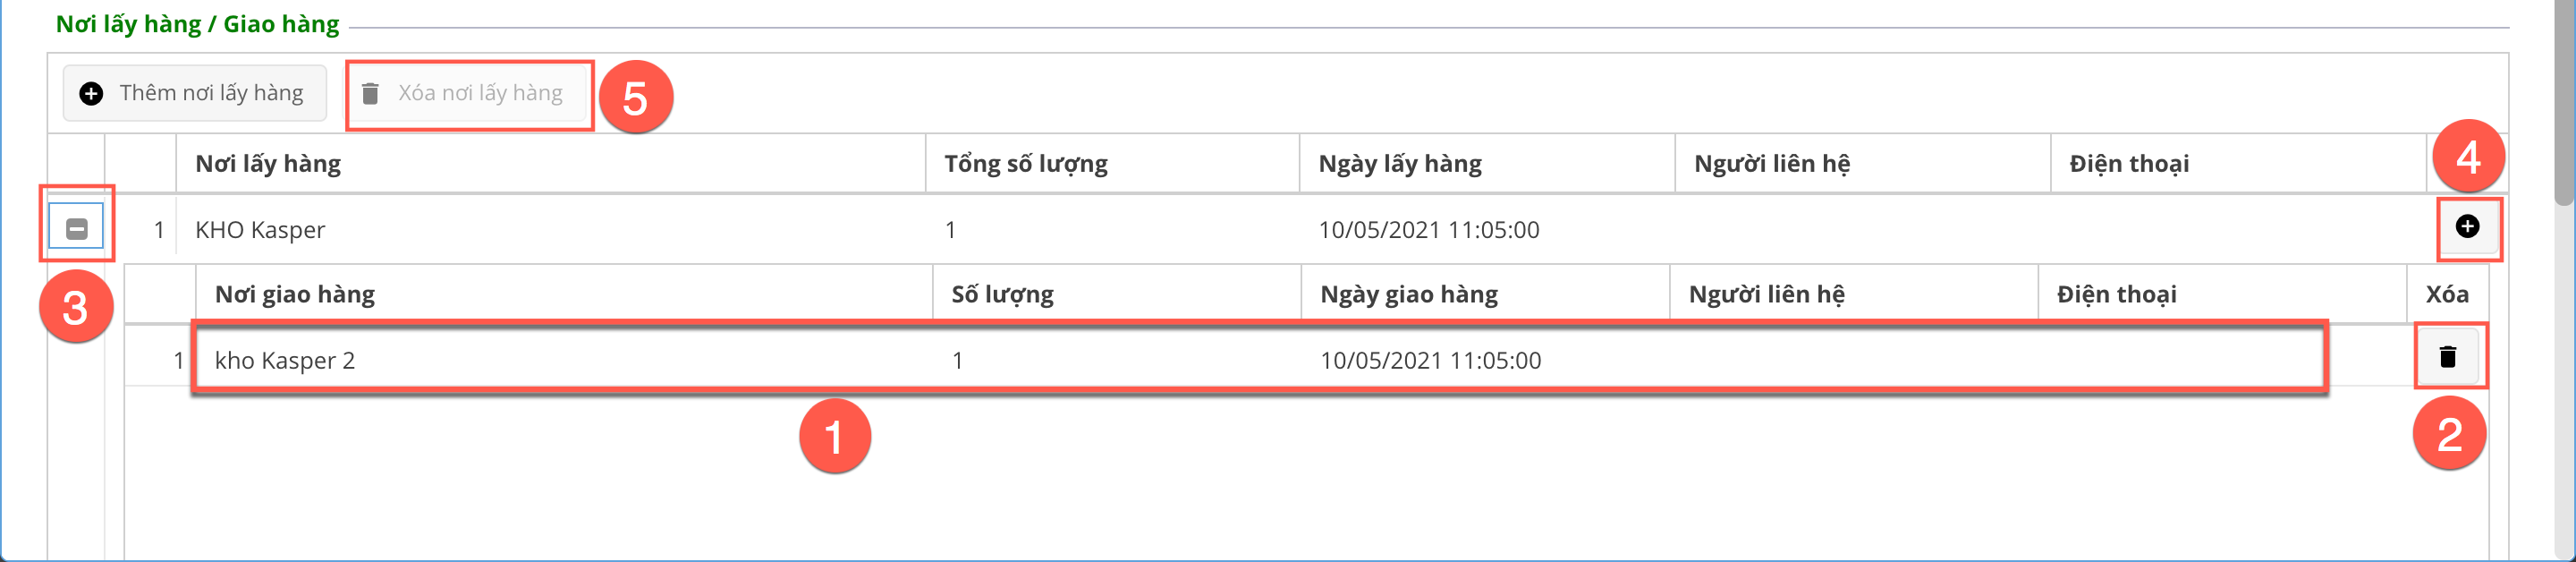 Nơi lấy hàng / Giao hàng
Thêm nơi lấy hàng Xóa nơi lấy hàng 5
Nơi lấy hàng Tổng số lượng Ngày lấy hàng Người liên hệ Điện thoại 4
1 KHO Kasper 1 10/05/2021 11:05:00
3 Nơi giao hàng Số lượng Ngày giao hàng Người liên hệ Điện thoại Xóa
1 kho Kasper 2 1 10/05/2021 11:05:00
1 2